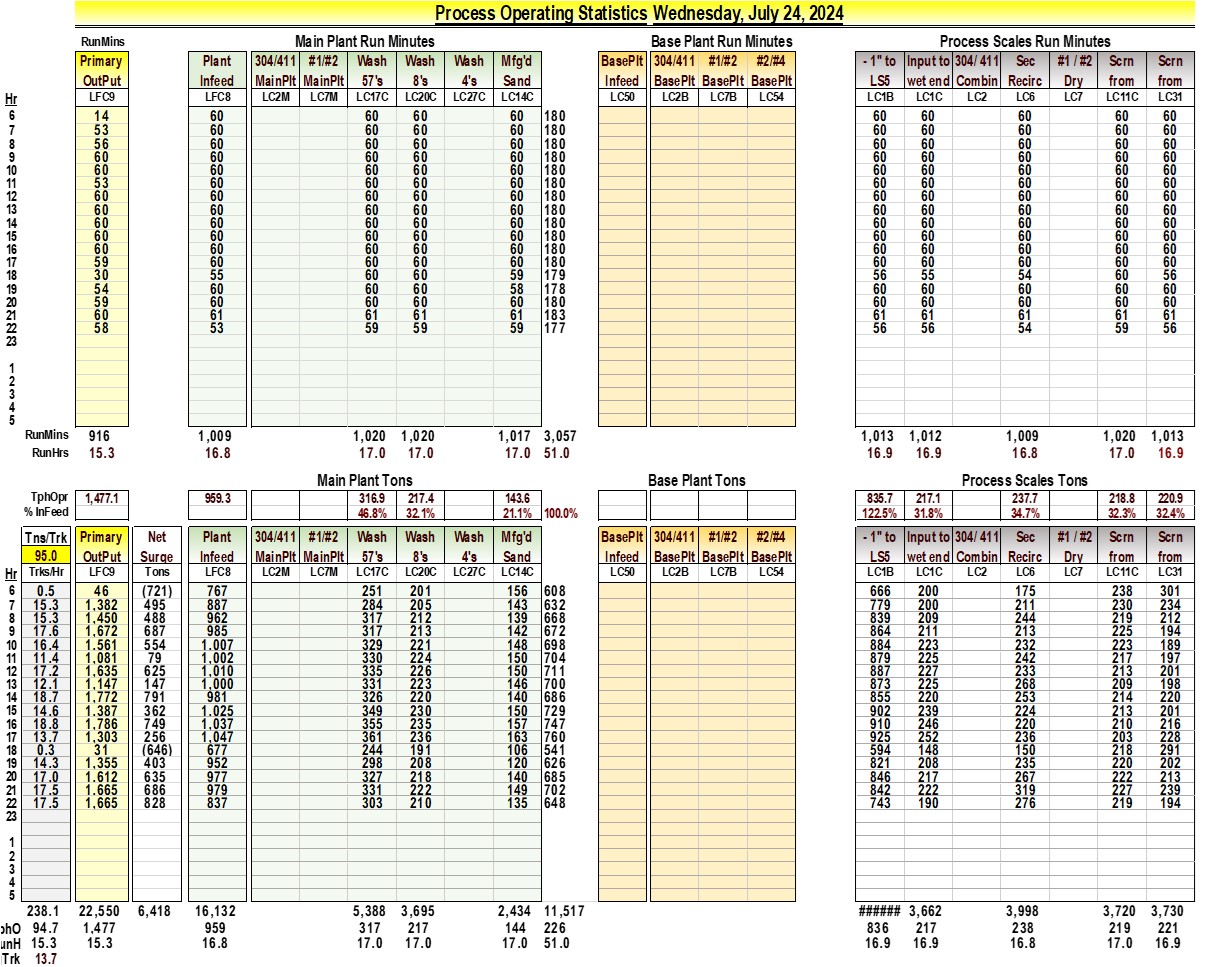 Process Operating Statistics Wednesday, July 24, 2024
RunMins Main Plant Run Minutes Base Plant Run Minutes Process Scales Run Minutes
Primary Plant 304/411 #1/#2 Wash Wash Wash Mfg'd BasePlt 304/411 #1/#2 #2/#4 - 1" to Input to 304/ 411 Sec #1 / #2 Scrn Scrn
OutPut Infeed MainPlt MainPlt 57's 8's 4's Sand Infeed BasePlt BasePlt BasePlt LS5 wet end Combin Recirc Dry from from
Hr LFC9 LFC8 LC2M LC7M LC17C LC20C LC27C LC14C LC50 LC2B LC7B LC54 LC1B LC1C LC2 LC6 LC7 LC11C LC31
6 14 60 60 60 60 180 60 60 60 60 60
7 53 60 60 60 60 180 60 60 60 60 60
8 56 60 60 60 60 180 60 60 60 60 60
9 60 60 60 60 60 180 60 60 60 60 60
10 60 60 60 60 60 180 60 60 60 60 60
11 53 60 60 60 60 180 60 60 60 60 60
12 60 60 60 60 60 180 60 60 60 60 60
13 60 60 60 60 60 180 60 60 60 60 60
14 60 60 60 60 60 180 60 60 60 60 60
15 60 60 60 60 60 180 60 60 60 60 60
16 60 60 60 60 60 180 60 60 60 60 60
17 59 60 60 60 60 180 60 60 60 60 60
18 30 55 60 60 59 179 56 55 54 60 56
19 54 60 60 60 58 178 60 60 60 60 60
20 59 60 60 60 60 180 60 60 60 60 60
21 60 61 61 61 61 183 61 61 61 61 61
22 58 53 59 59 59 177 56 56 54 59 56
23
1
2
3
4
5
RunMins 916 1,009 1,020 1,020 1,017 3,057 1,013 1,012 1,009 1,020 1,013
RunHrs 15.3 16.8 17.0 17.0 17.0 51.0 16.9 16.9 16.8 17.0 16.9
Main Plant Tons Base Plant Tons Process Scales Tons
TphOpr 1,477.1 959.3 316.9 217.4 143.6 835.7 217.1 237.7 218.8 220.9
% InFeed 46.8% 32.1% 21.1% 100.0% 122.5% 31.8% 34.7% 32.3% 32.4%
Tns/Trk Primary Net Plant 304/411 #1/#2 Wash Wash Wash Mfg'd BasePlt 304/411 #1/#2 #2/#4 - 1" to Input to 304/ 411 Sec #1 / #2 Scrn Scrn
95.0 OutPut Surge Infeed MainPlt MainPlt 57's 8's 4's Sand Infeed BasePlt BasePlt BasePlt LS5 wet end Combin Recirc Dry from from
Hr Trks/Hr LFC9 Tons LFC8 LC2M LC7M LC17C LC20C LC27C LC14C LC50 LC2B LC7B LC54 LC1B LC1C LC2 LC6 LC7 LC11C LC31
6 0.5 46 (721) 767 251 201 156 608 666 200 175 238 301
7 15.3 1,382 495 887 284 205 143 632 779 200 211 230 234
8 15.3 1,450 488 962 317 212 139 668 839 209 244 219 212
9 17.6 1,672 687 985 317 213 142 672 864 211 213 225 194
10 16.4 1,561 554 1,007 329 221 148 698 884 223 232 223 189
11 11.4 1,081 79 1,002 330 224 150 704 879 225 242 217 197
12 17.2 1,635 625 1,010 335 226 150 711 887 227 233 213 201
13 12.1 1,147 147 1,000 331 223 146 700 873 225 268 209 198
14 18.7 1,772 791 981 326 220 140 686 855 220 253 214 220
15 14.6 1,387 362 1,025 349 230 150 729 902 239 224 213 201
16 18.8 1,786 749 1,037 355 235 157 747 910 246 220 210 216
17 13.7 1,303 256 1,047 361 236 163 760 925 252 236 203 228
18 0.3 31 (646) 677 244 191 106 541 594 148 150 218 291
19 14.3 1,355 403 952 298 208 120 626 821 208 235 220 202
20 17.0 1,612 635 977 327 218 140 685 846 217 267 222 213
21 17.5 1,665 686 979 331 222 149 702 842 222 319 227 239
22 17.5 1,665 828 837 303 210 135 648 743 190 276 219 194
23
1
2
3
4
5
238.1 22,550 6,418 16,132 5,388 3,695 2,434 11,517 ###### 3,662 3,998 3,720 3,730
phO 94.7 1,477 959 317 217 144 226 836 217 238 219 221
unH 15.3 15.3 16.8 17.0 17.0 17.0 51.0 16.9 16.9 16.8 17.0 16.9
Trk 13.7